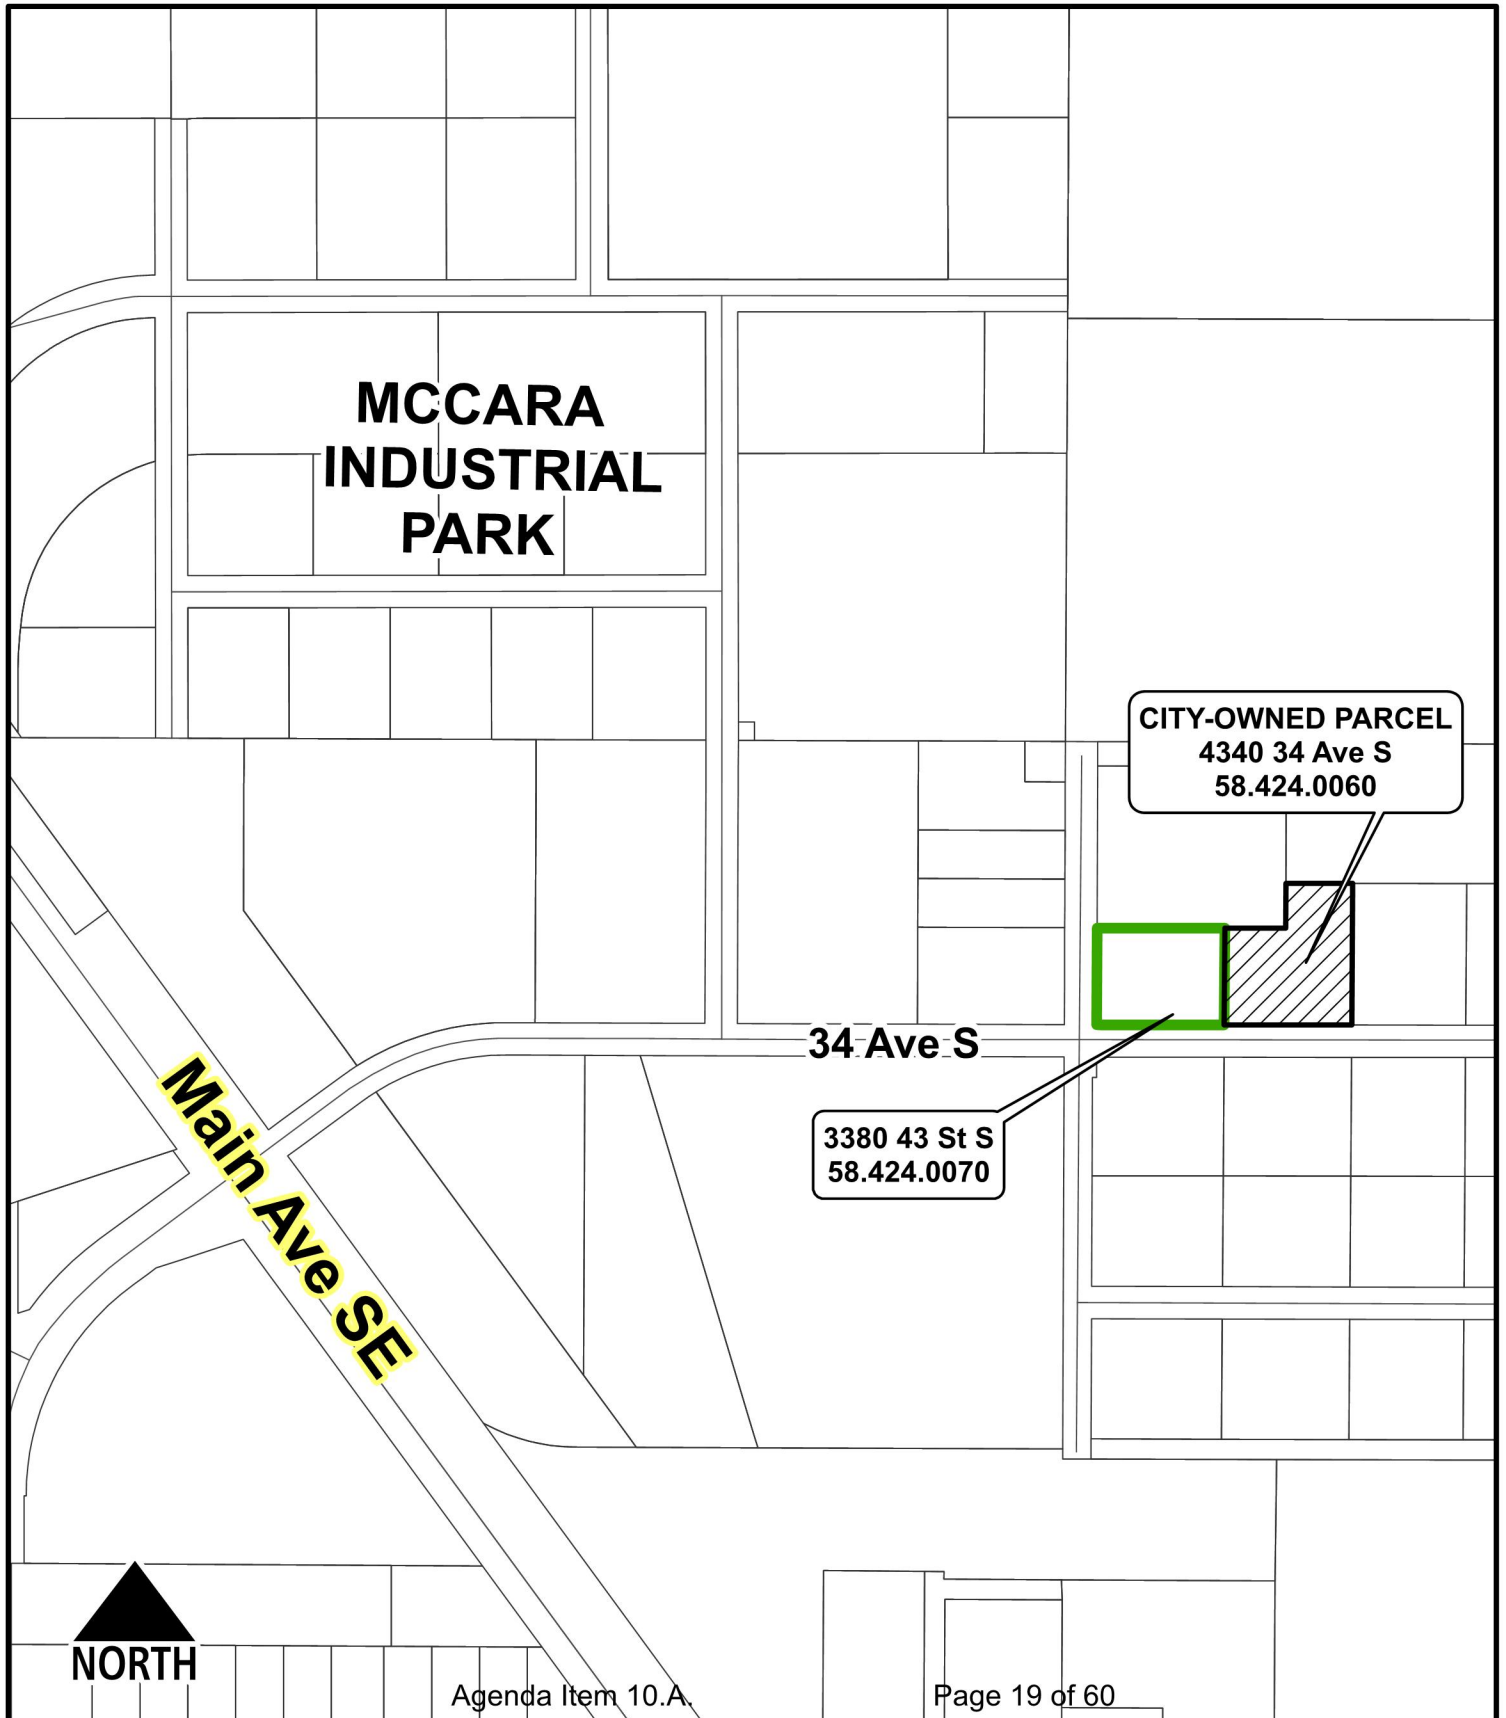 MCCARA
INDUSTRIAL
PARK
CITY-OWNED PARCEL
4340 34 Ave S
58.424.0060
34 Ave S
3380 43 St S
58.424.0070
Main Ave SE
NORTH
Agenda Item 10.A.
Page 19 of 60